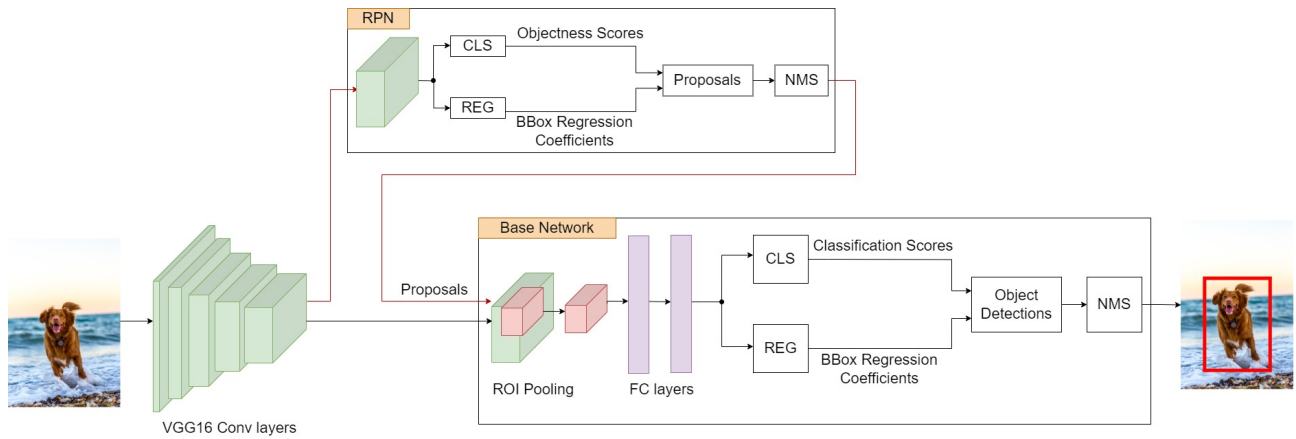 RPN
CLS
Objectness Scores
Proposals
NMS
REG
BBox Regression
Coefficients
Base Network
CLS
Classification Scores
Proposals
Object
Detections
NMS
REG
BBox Regression
Coefficients
ROI Pooling
FC layers
VGG16 Conv layers